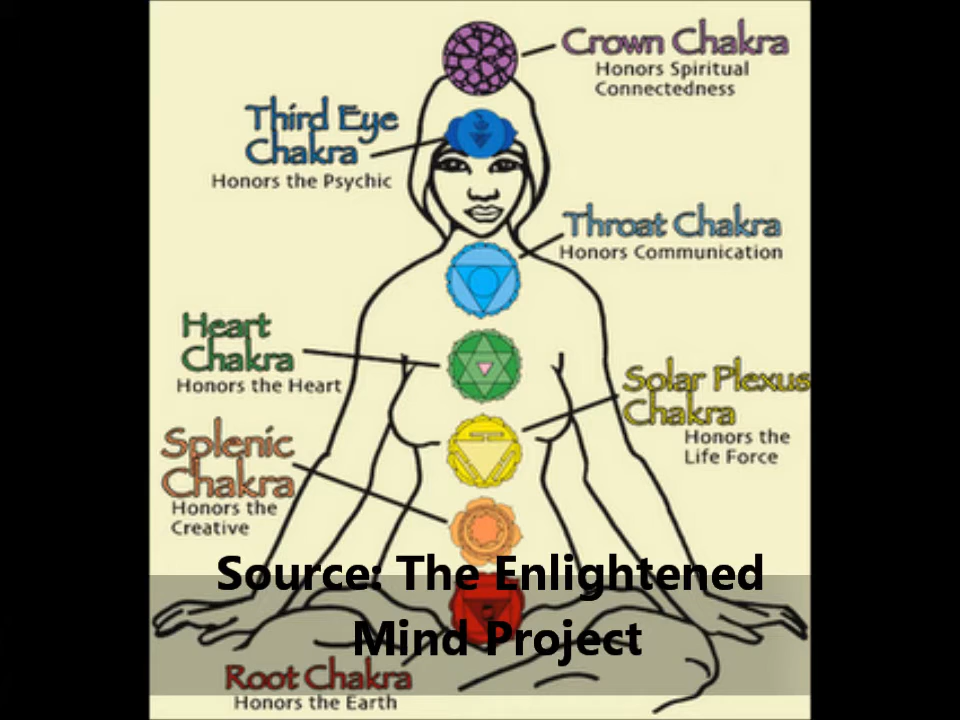 Crown Chakra
Honors Spiritual
Connectedness
Third Eye
Chakra
Honors the Psychic
Throat Chakra
Honors Communication
Heart
Chakra
Honors the Heart
Solar Plexus
Chakra
Honors the
Life Force
Splenic
Chakra
Honors the
Creative
Source: The Enlightened
Mind Project
Root Chakra
Honors the Earth